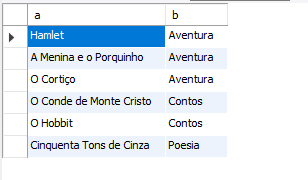 a b
Hamlet Aventura
A Menina e o Porquinho Aventura
O Cortiço Aventura
O Conde de Monte Cristo Contos
O Hobbit Contos
Cinquenta Tons de Cinza Poesia